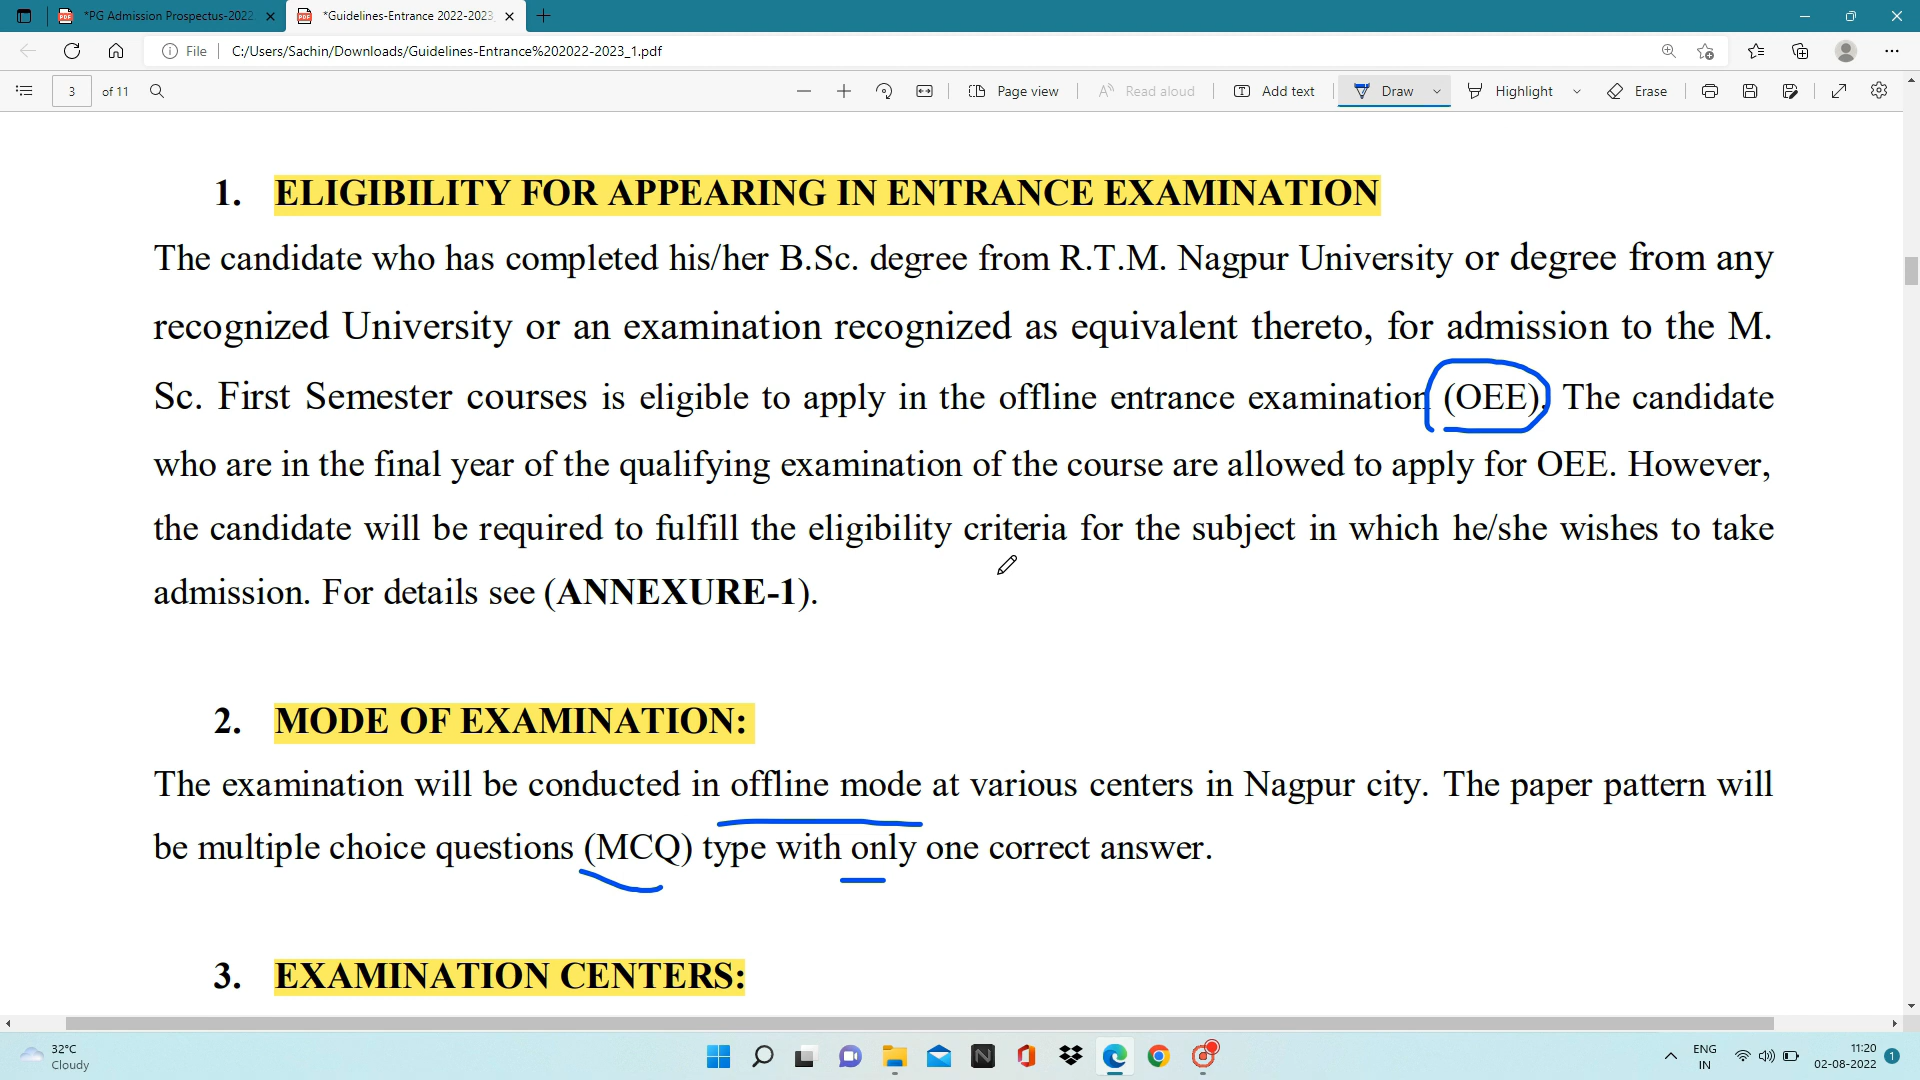 *PG Admission Prospectus-2022
*Guidelines-Entrance 2022-2023_
File
C:/Users/Sachin/Downloads/Guidelines-Entrance%202022-2023_1.pdf
3 of 11
Page view
Read aloud
Add text
Draw
Highlight
Erase
1. ELIGIBILITY FOR APPEARING IN ENTRANCE EXAMINATION
The candidate who has completed his/her B.Sc. degree from R.T.M. Nagpur University or degree from any
recognized University or an examination recognized as equivalent thereto, for admission to the M.
Sc. First Semester courses is eligible to apply in the offline entrance examination (OEE). The candidate
who are in the final year of the qualifying examination of the course are allowed to apply for OEE. However,
the candidate will be required to fulfill the eligibility criteria for the subject in which he/she wishes to take
admission. For details see (ANNEXURE-1).
2. MODE OF EXAMINATION:
The examination will be conducted in offline mode at various centers in Nagpur city. The paper pattern will
be multiple choice questions (MCQ) type with only one correct answer.
3. EXAMINATION CENTERS:
32°C
Cloudy
ENG
IN
11:20
02-08-2022
1